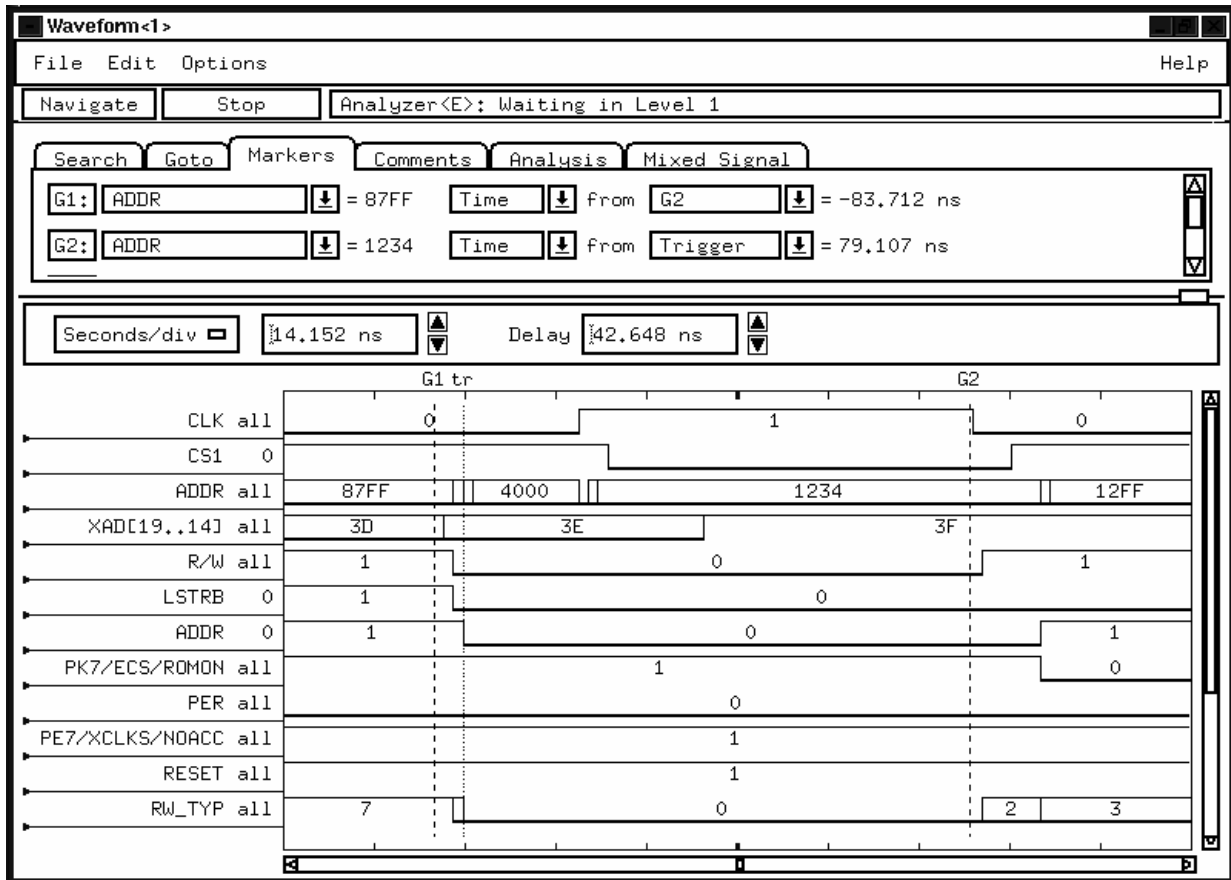 Waveform<1>
File Edit Options Help
Navigate Stop Analyzer<E>: Waiting in Level 1
Search Goto Markers Comments Analysis Mixed Signal
G1: ADDR = 87FF Time from G2 = -83.712 ns
G2: ADDR = 1234 Time from Trigger = 79.107 ns
Seconds/div 14.152 ns Delay 42.648 ns
G1 tr G2
CLK all 0 1 0
CS1 0
ADDR all 87FF 4000 1234 12FF
XAD[19..14] all 3D 3E 3F
R/W all 1 0 1
LSTRB 0 1 0
ADDR 0 1 0 1
PK7/ECS/ROMON all 1 0
PER all 0
PE7/XCLKS/NOACC all 1
RESET all 1
RW_TYP all 7 0 2 3